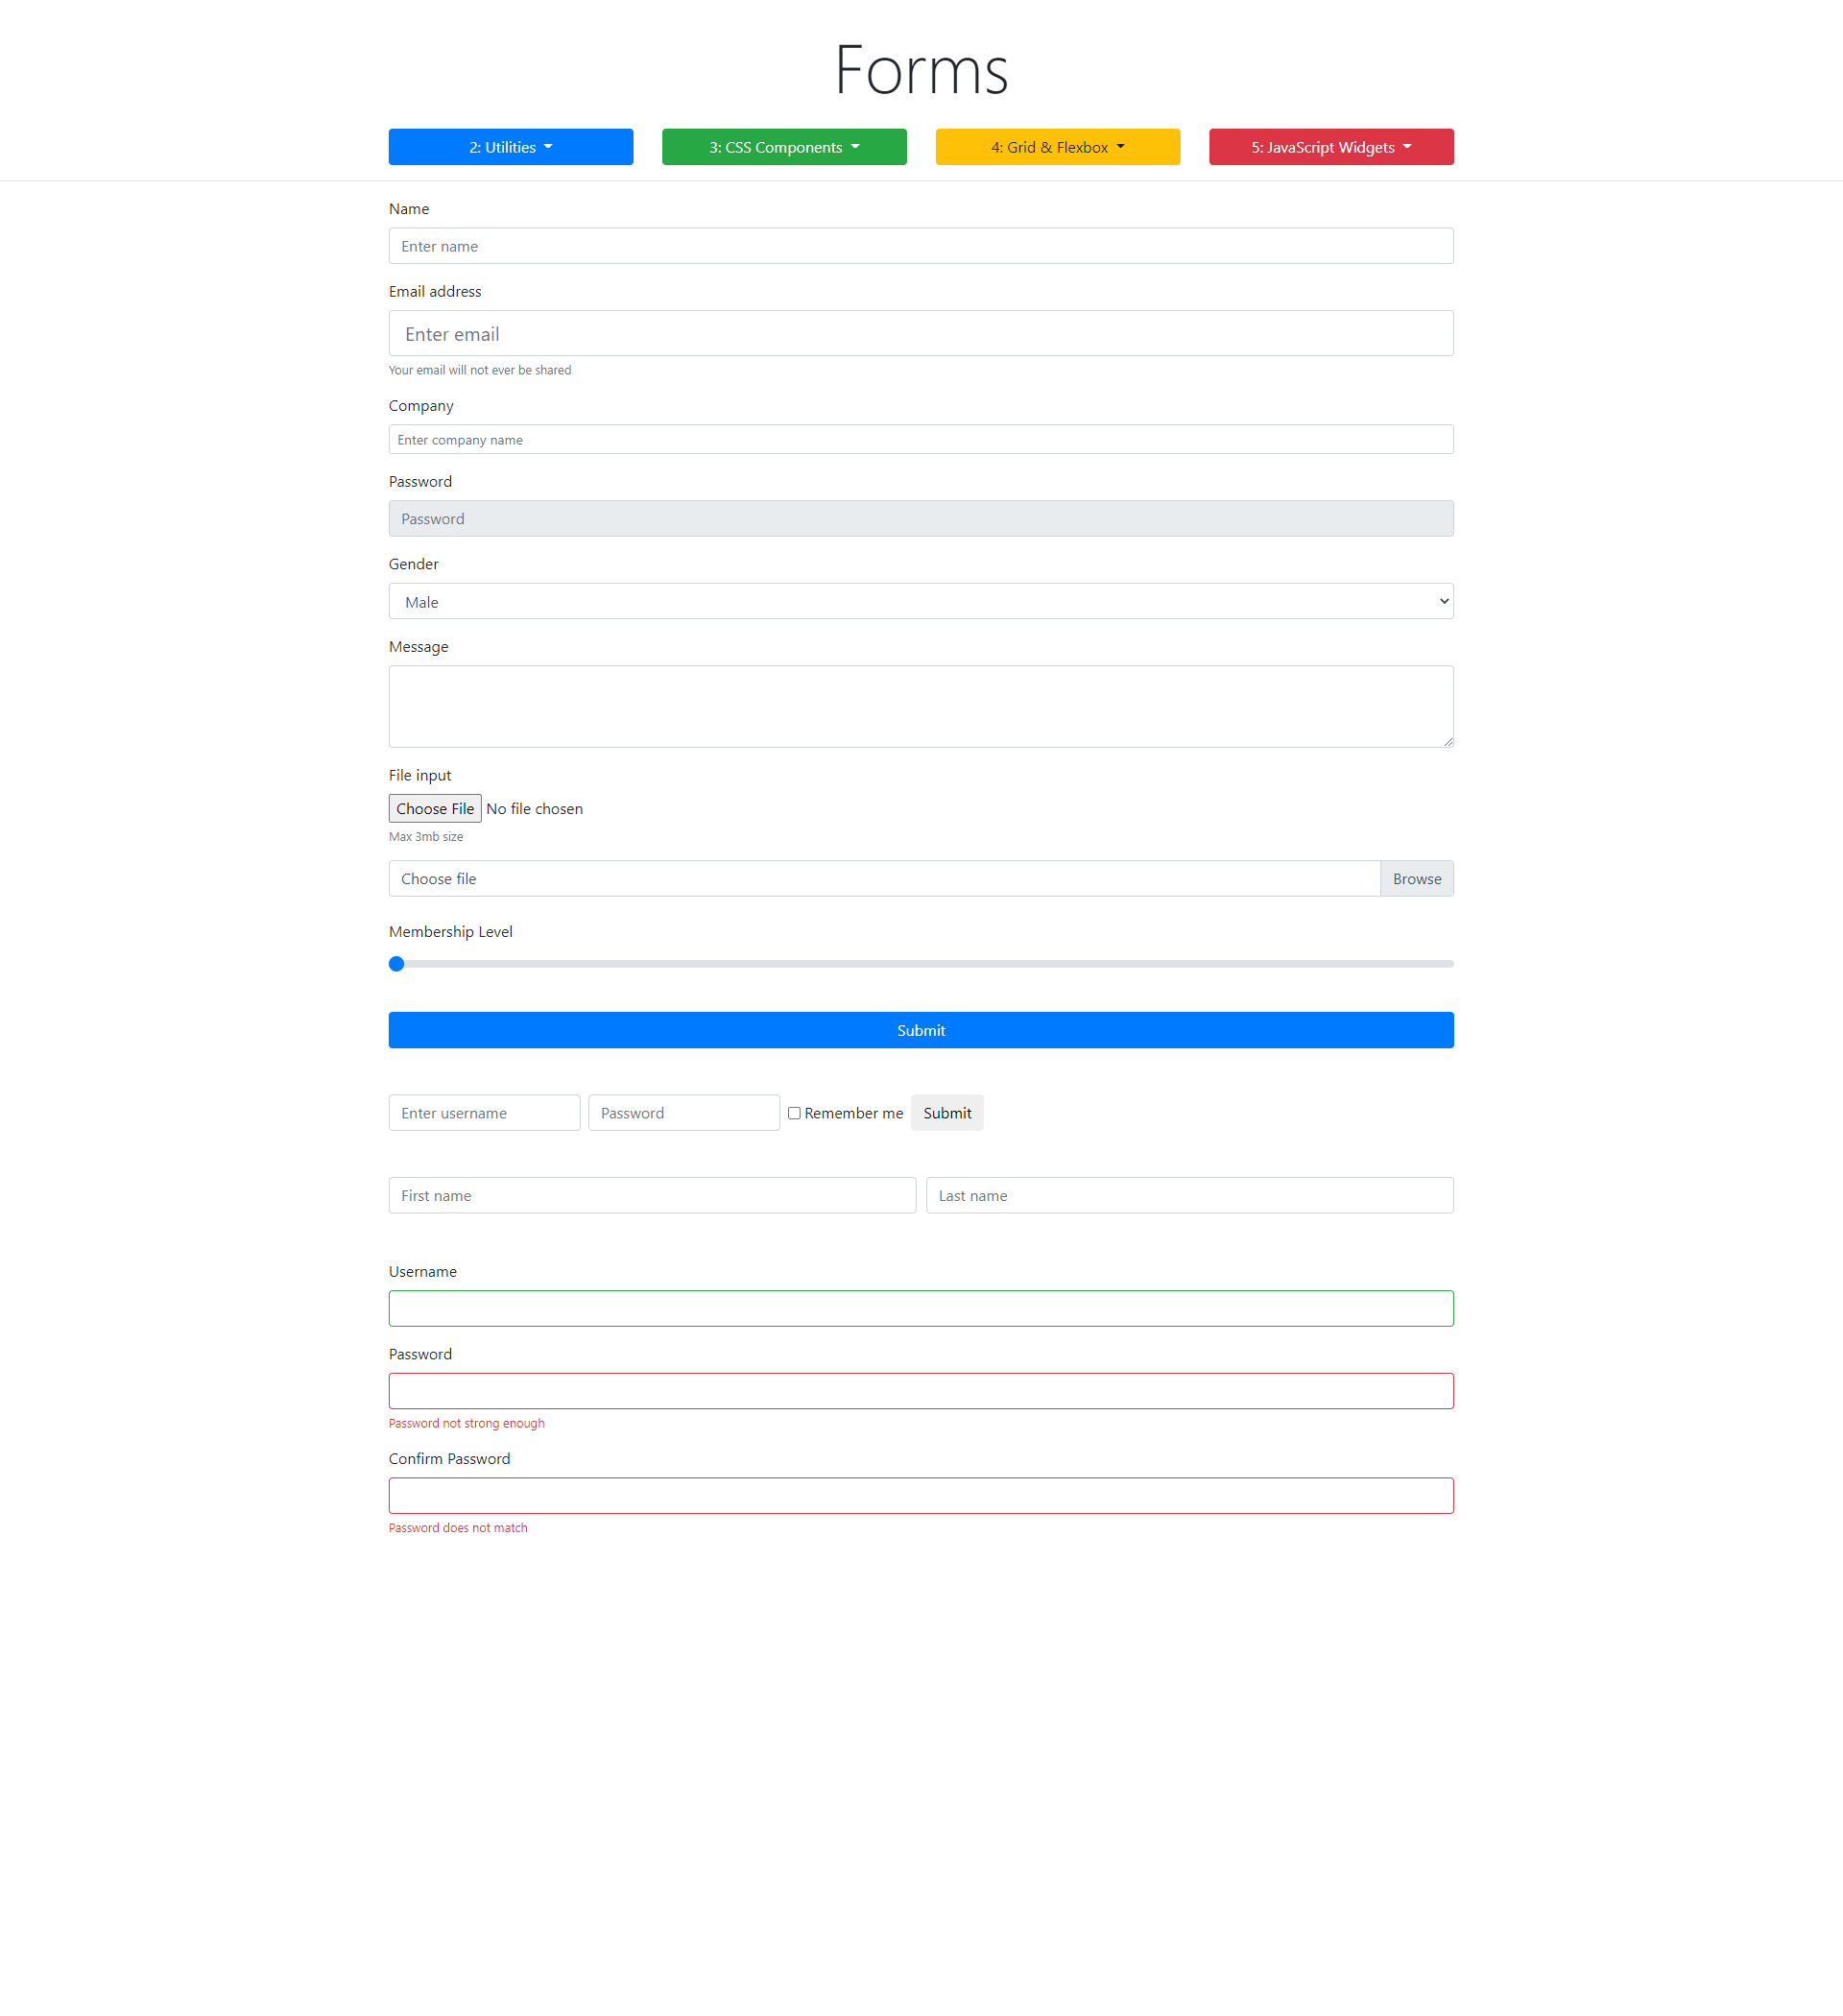 Forms
2: Utilities
3: CSS Components
4: Grid & Flexbox
5: JavaScript Widgets
Name
Enter name
Email address
Enter email
Your email will not ever be shared
Company
Enter company name
Password
Password
Gender
Male
Message
File input
Choose File No file chosen
Max 3mb size
Choose file
Browse
Membership Level
Submit
Enter username
Password
Remember me
Submit
First name
Last name
Username
Password
Password not strong enough
Confirm Password
Password does not match